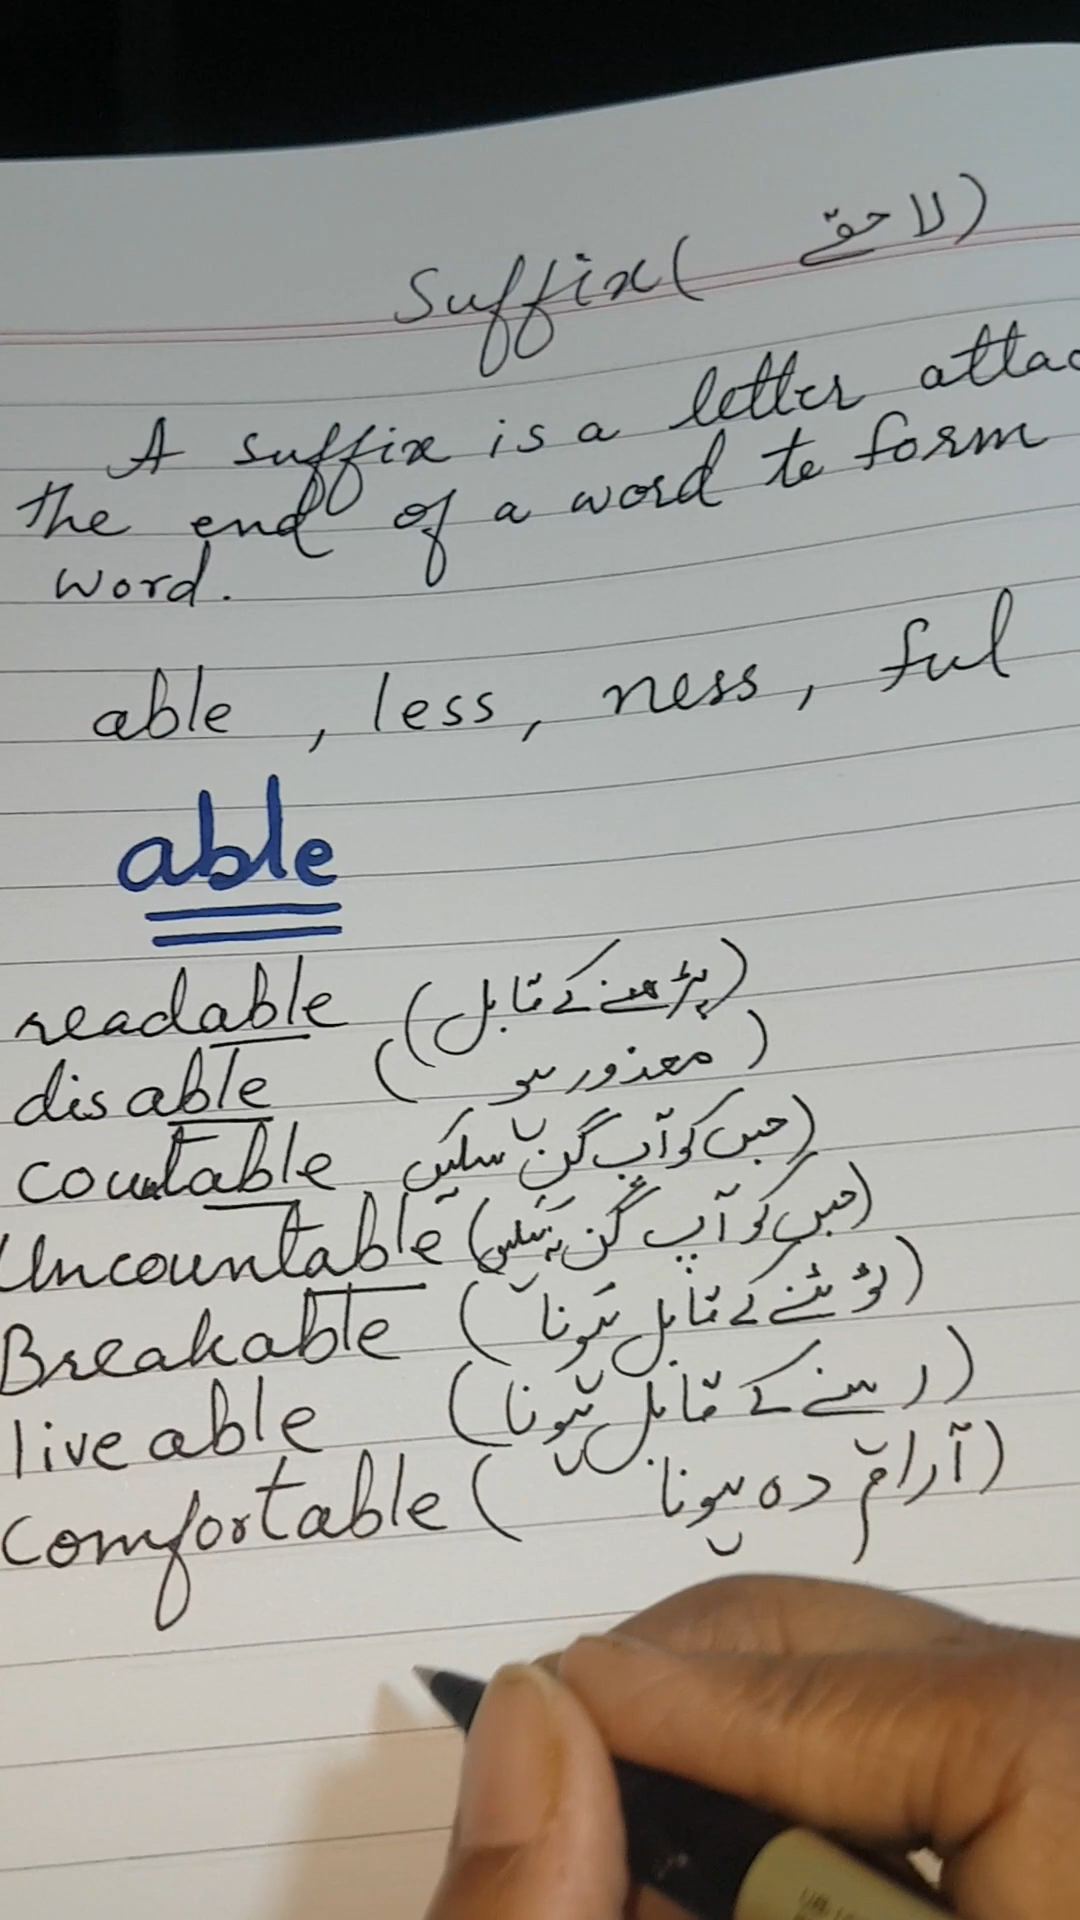 Suffix ( لاحقے )
A suffix is a letter attac
the end of a word to form
word.
able , less, ness, ful
able
readable (پڑھنے کے قابل)
disable (معذور ہو)
countable جس کو آپ گن سکیں)
Uncountable (جس کو آپ گن نہ سکیں)
Breakable (ٹوٹنے کے قابل ہونا)
liveable (رہنے کے قابل ہونا)
Comfortable (آرام دہ ہونا)